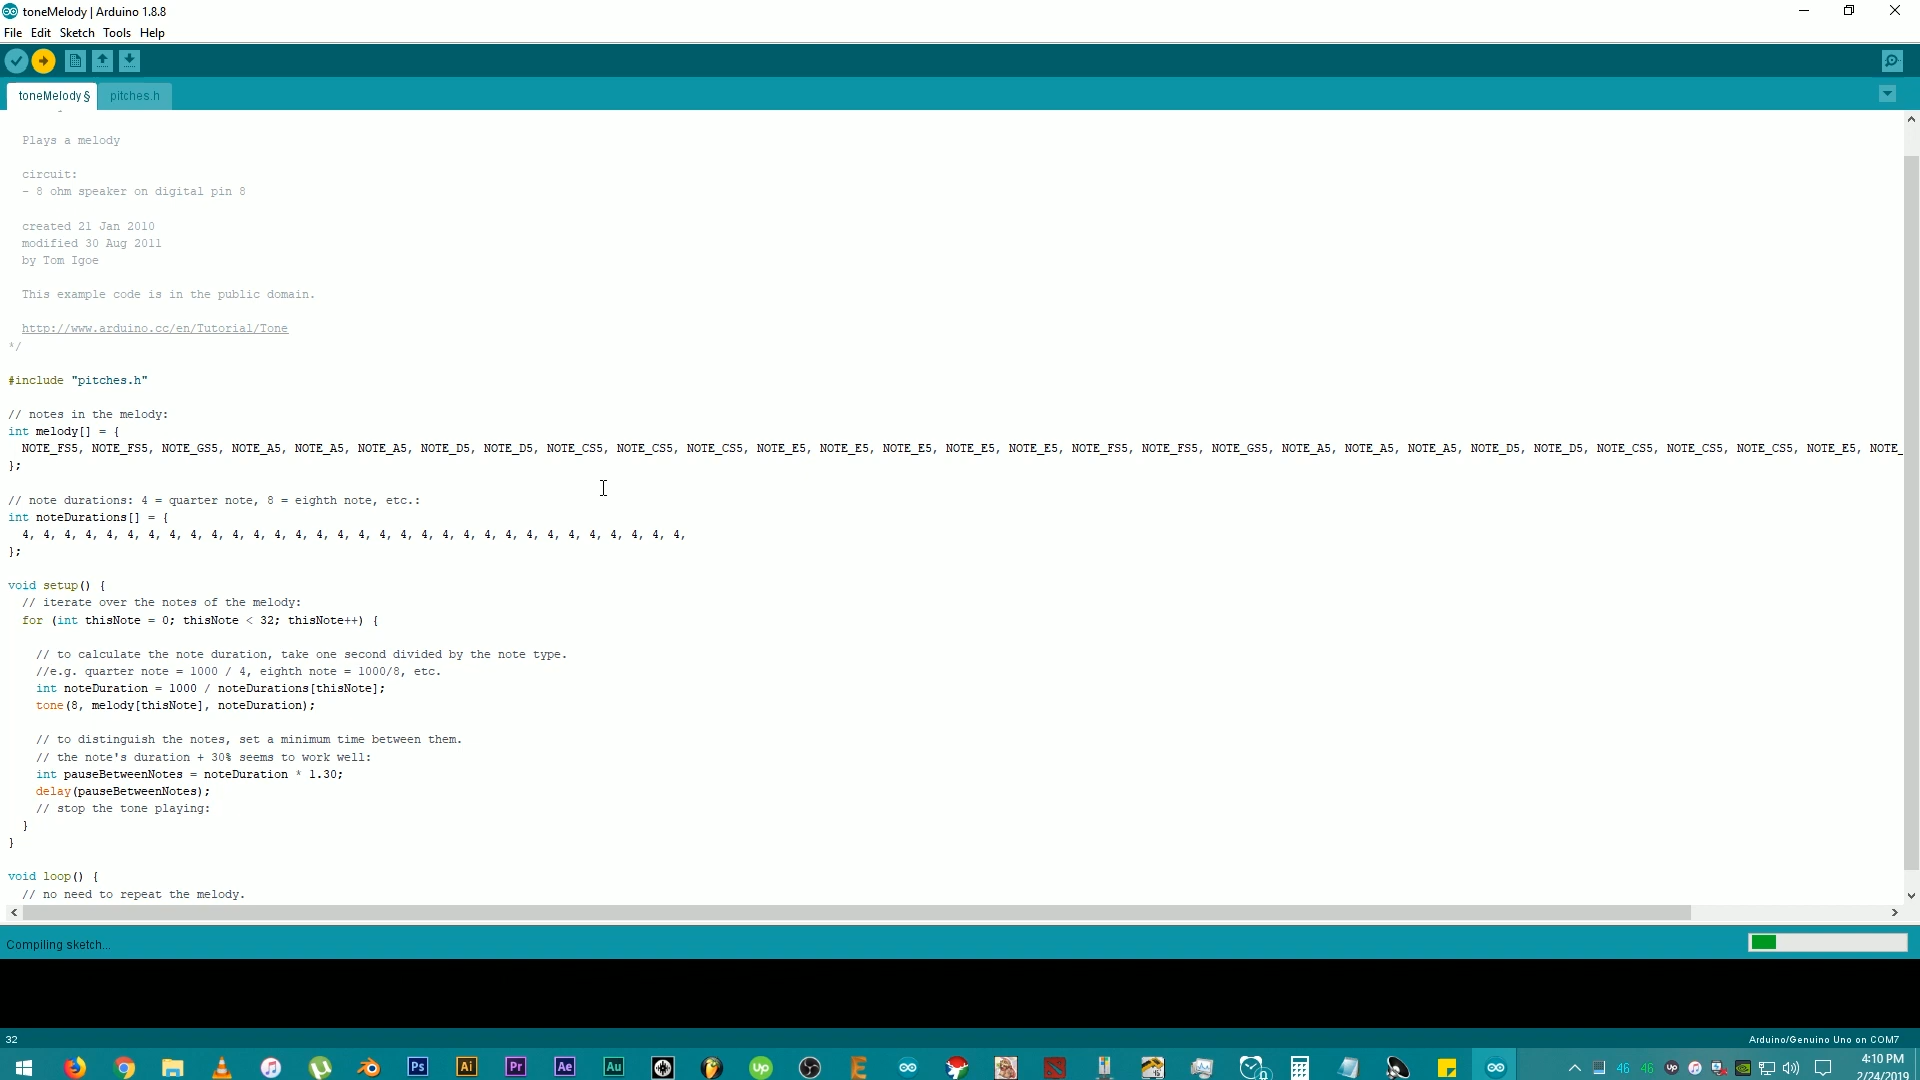 toneMelody | Arduino 1.8.8
File Edit Sketch Tools Help
toneMelody § pitches.h
Plays a melody
circuit:
- 8 ohm speaker on digital pin 8
created 21 Jan 2010
modified 30 Aug 2011
by Tom Igoe
This example code is in the public domain.
http://www.arduino.cc/en/Tutorial/Tone
*/
#include "pitches.h"
// notes in the melody:
int melody[] = {
NOTE_FS5, NOTE_FS5, NOTE_GS5, NOTE_A5, NOTE_A5, NOTE_A5, NOTE_D5, NOTE_D5, NOTE_CS5, NOTE_CS5, NOTE_CS5, NOTE_E5, NOTE_E5, NOTE_E5, NOTE_E5, NOTE_E5, NOTE_FS5, NOTE_FS5, NOTE_GS5, NOTE_A5, NOTE_A5, NOTE_A5, NOTE_D5, NOTE_D5, NOTE_CS5, NOTE_CS5, NOTE_CS5, NOTE_E5, NOTE_
};
// note durations: 4 = quarter note, 8 = eighth note, etc.:
int noteDurations[] = {
4, 4, 4, 4, 4, 4, 4, 4, 4, 4, 4, 4, 4, 4, 4, 4, 4, 4, 4, 4, 4, 4, 4, 4, 4, 4, 4, 4, 4, 4, 4, 4,
};
void setup() {
// iterate over the notes of the melody:
for (int thisNote = 0; thisNote < 32; thisNote++) {
// to calculate the note duration, take one second divided by the note type.
//e.g. quarter note = 1000 / 4, eighth note = 1000/8, etc.
int noteDuration = 1000 / noteDurations[thisNote];
tone(8, melody[thisNote], noteDuration);
// to distinguish the notes, set a minimum time between them.
// the note's duration + 30% seems to work well:
int pauseBetweenNotes = noteDuration * 1.30;
delay(pauseBetweenNotes);
// stop the tone playing:
}
}
void loop() {
// no need to repeat the melody.
Compiling sketch...
32
Arduino/Genuino Uno on COM7
Ps Ai Pr Ae Au Up E 46 46 Up
4:10 PM
2/24/2019